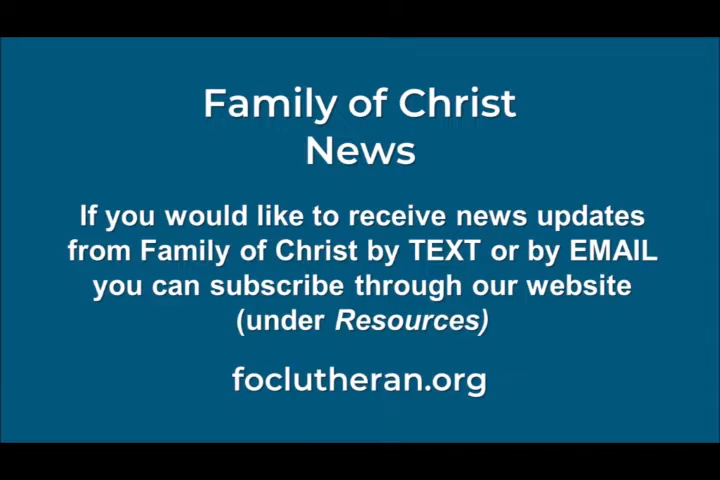 Family of Christ
News
If you would like to receive news updates
from Family of Christ by TEXT or by EMAIL
you can subscribe through our website
(under Resources)
foclutheran.org